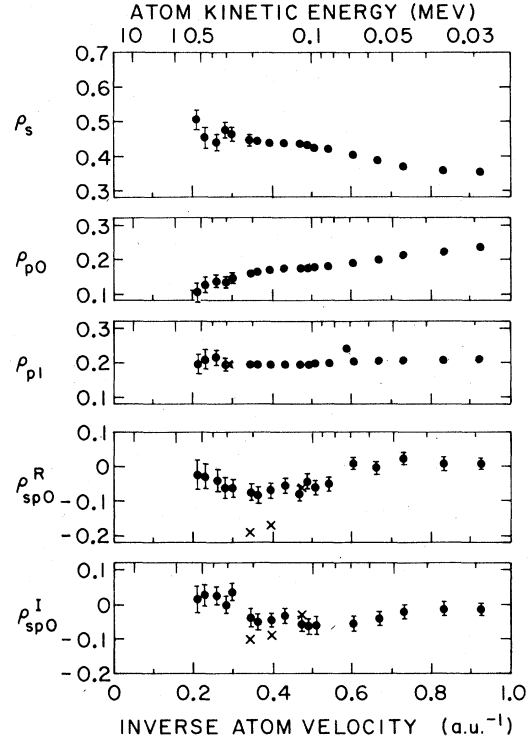 ATOM KINETIC ENERGY (MEV)
10 1 0.5 0.1 0.05 0.03
0.7
0.6
ρs 0.5
0.4
0.3
0.3
ρp0 0.2
0.1
0.3
ρp1 0.2
0.1
0.1
0
ρ^R_sp0 -0.1
-0.2
0.1
0
ρ^I_sp0 -0.1
-0.2
0 0.2 0.4 0.6 0.8 1.0
INVERSE ATOM VELOCITY (a.u.⁻¹)